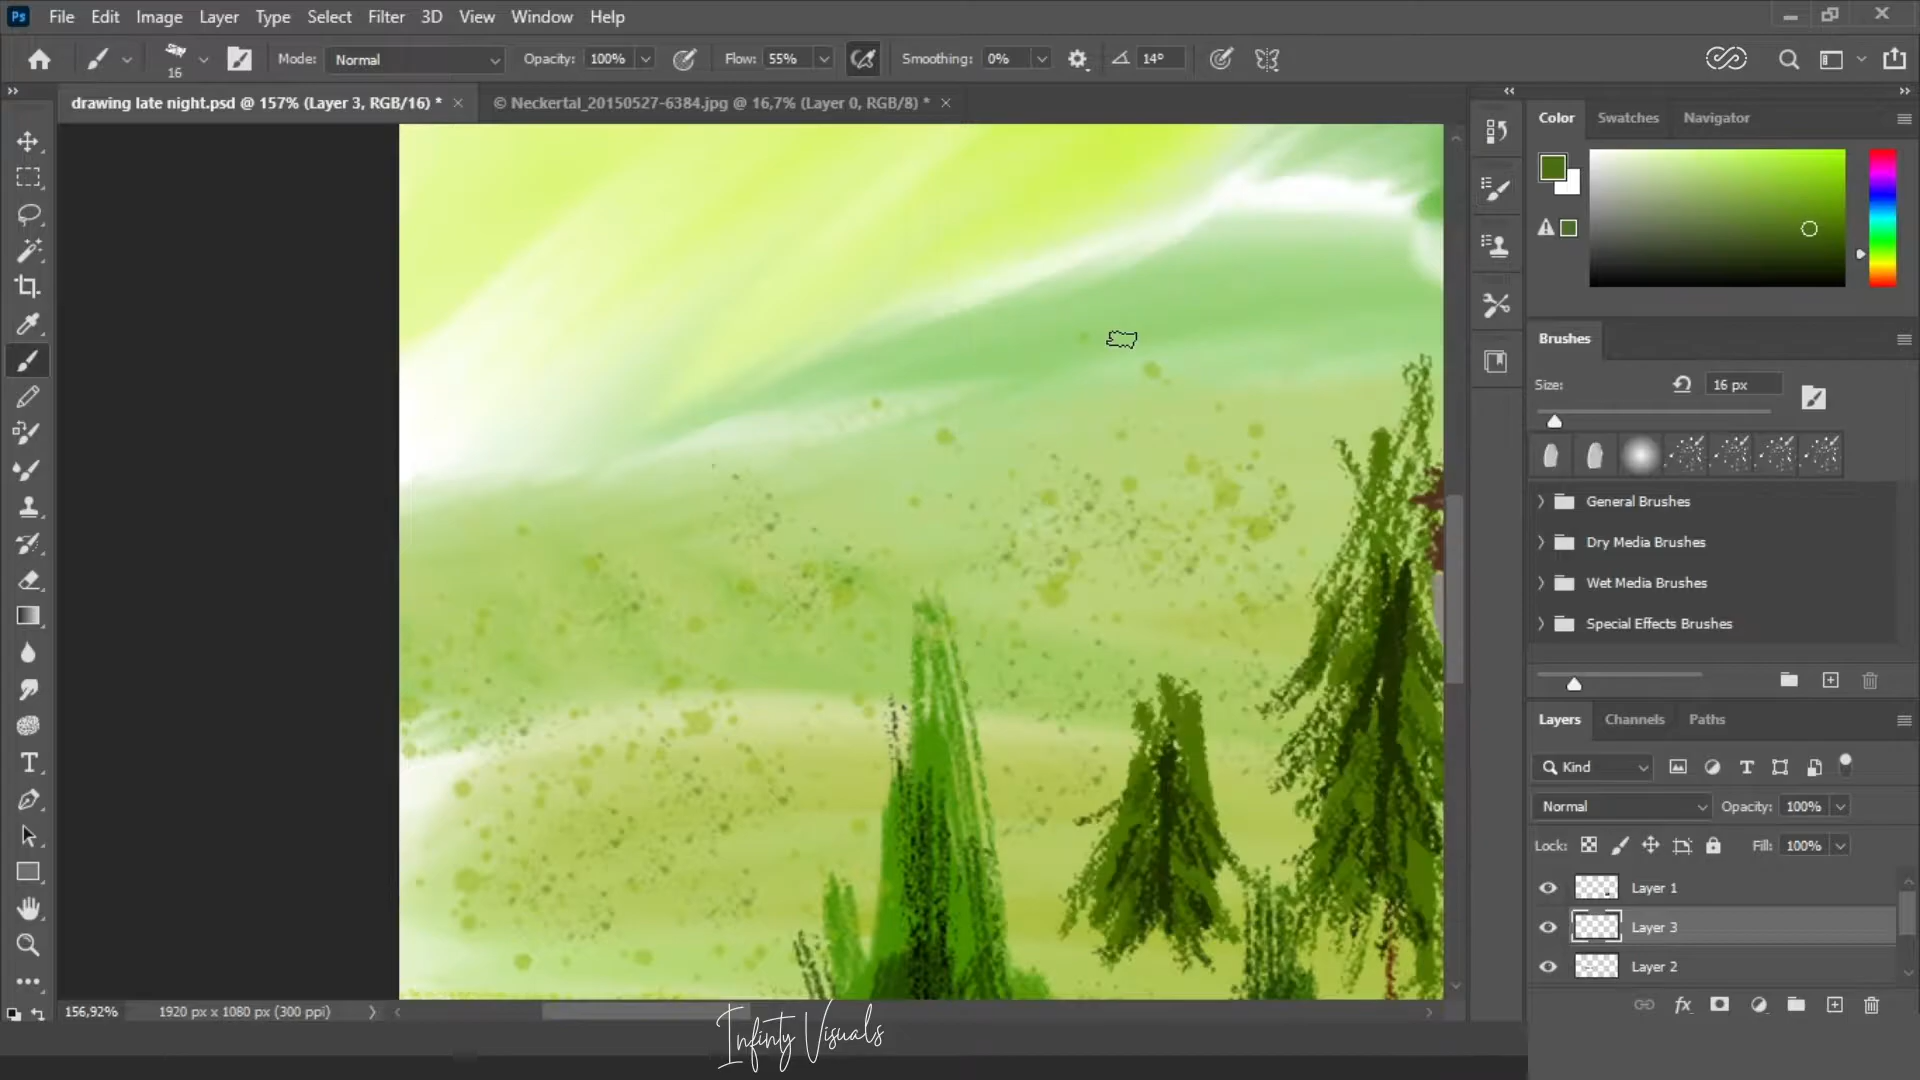 Ps File Edit Image Layer Type Select Filter 3D View Window Help
16 Mode: Normal Opacity: 100% Flow: 55% Smoothing: 0% 14°
drawing late night.psd @ 157% (Layer 3, RGB/16) * × © Neckertal_20150527-6384.jpg @ 16,7% (Layer 0, RGB/8) * ×
Color Swatches Navigator
Brushes
Size: 16 px
General Brushes
Dry Media Brushes
Wet Media Brushes
Special Effects Brushes
Layers Channels Paths
Kind
Normal Opacity: 100%
Lock: Fill: 100%
Layer 1
Layer 3
Layer 2
156,92% 1920 px x 1080 px (300 ppi)
Infinty Visuals